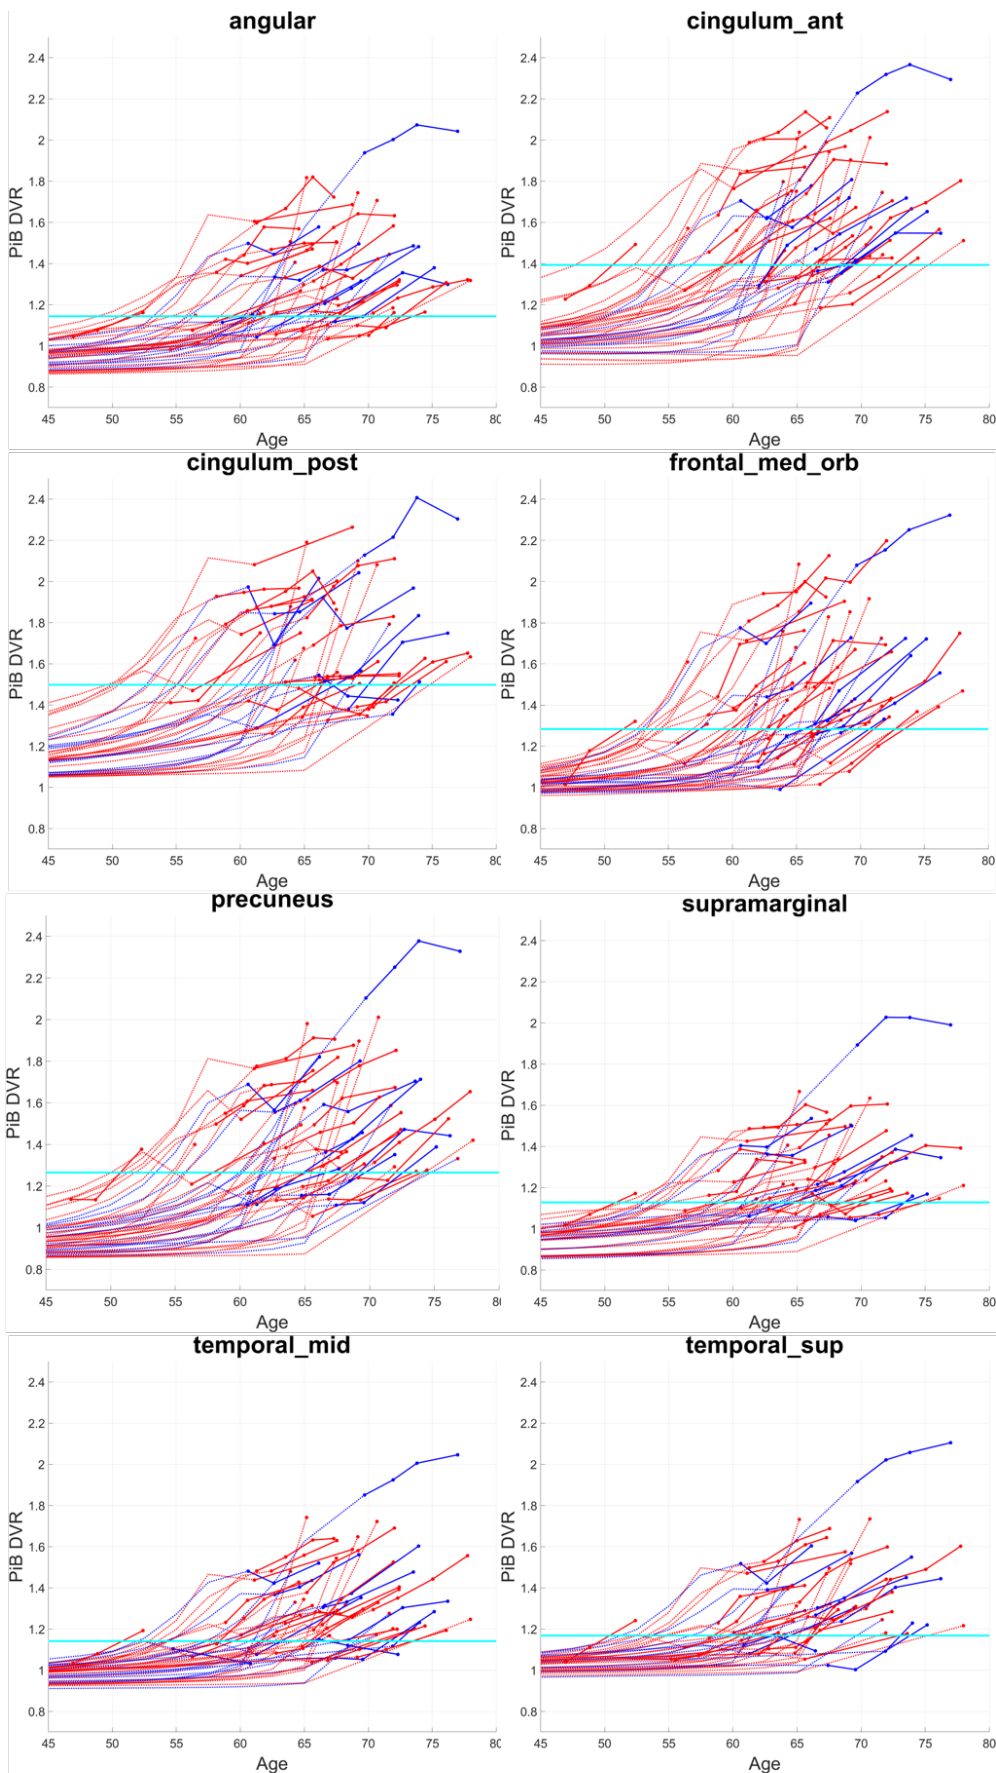 angular
cingulum_ant
2.4
2.2
2
1.8
1.6
1.4
1.2
1
0.8
PiB DVR
45 50 55 60 65 70 75 80
Age
2.4
2.2
2
1.8
1.6
1.4
1.2
1
0.8
PiB DVR
45 50 55 60 65 70 75 80
Age
cingulum_post
frontal_med_orb
2.4
2.2
2
1.8
1.6
1.4
1.2
1
0.8
PiB DVR
45 50 55 60 65 70 75 80
Age
2.4
2.2
2
1.8
1.6
1.4
1.2
1
0.8
PiB DVR
45 50 55 60 65 70 75 80
Age
precuneus
supramarginal
2.4
2.2
2
1.8
1.6
1.4
1.2
1
0.8
PiB DVR
45 50 55 60 65 70 75 80
Age
2.4
2.2
2
1.8
1.6
1.4
1.2
1
0.8
PiB DVR
45 50 55 60 65 70 75 80
Age
temporal_mid
temporal_sup
2.4
2.2
2
1.8
1.6
1.4
1.2
1
0.8
PiB DVR
45 50 55 60 65 70 75 80
Age
2.4
2.2
2
1.8
1.6
1.4
1.2
1
0.8
PiB DVR
45 50 55 60 65 70 75 80
Age